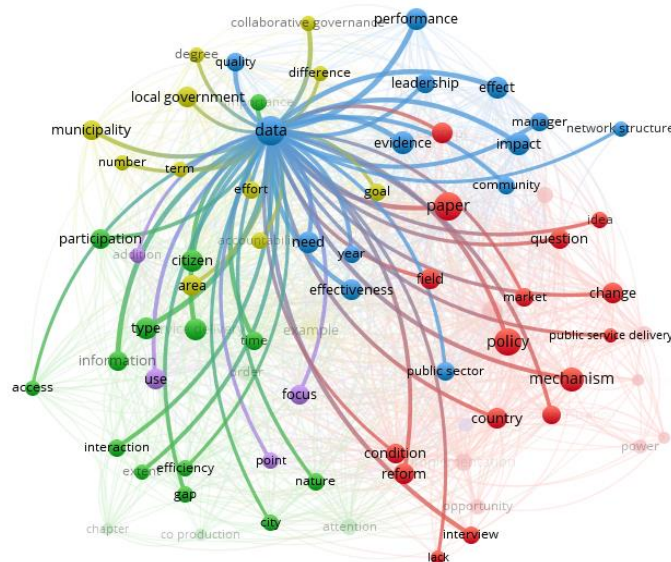 collaborative governance
performance
degree
quality
difference
leadership
effect
local government
municipality
data
manager
network structure
evidence
impact
number
term
effort
goal
community
paper
idea
participation
addition
accountability
need
year
question
citizen
area
effectiveness
field
market
change
type
service delivery
example
time
policy
public service delivery
information
order
public sector
mechanism
access
use
focus
country
interaction
condition
power
extent
efficiency
point
reform
gap
nature
opportunity
chapter
co production
city
attention
interview
lack